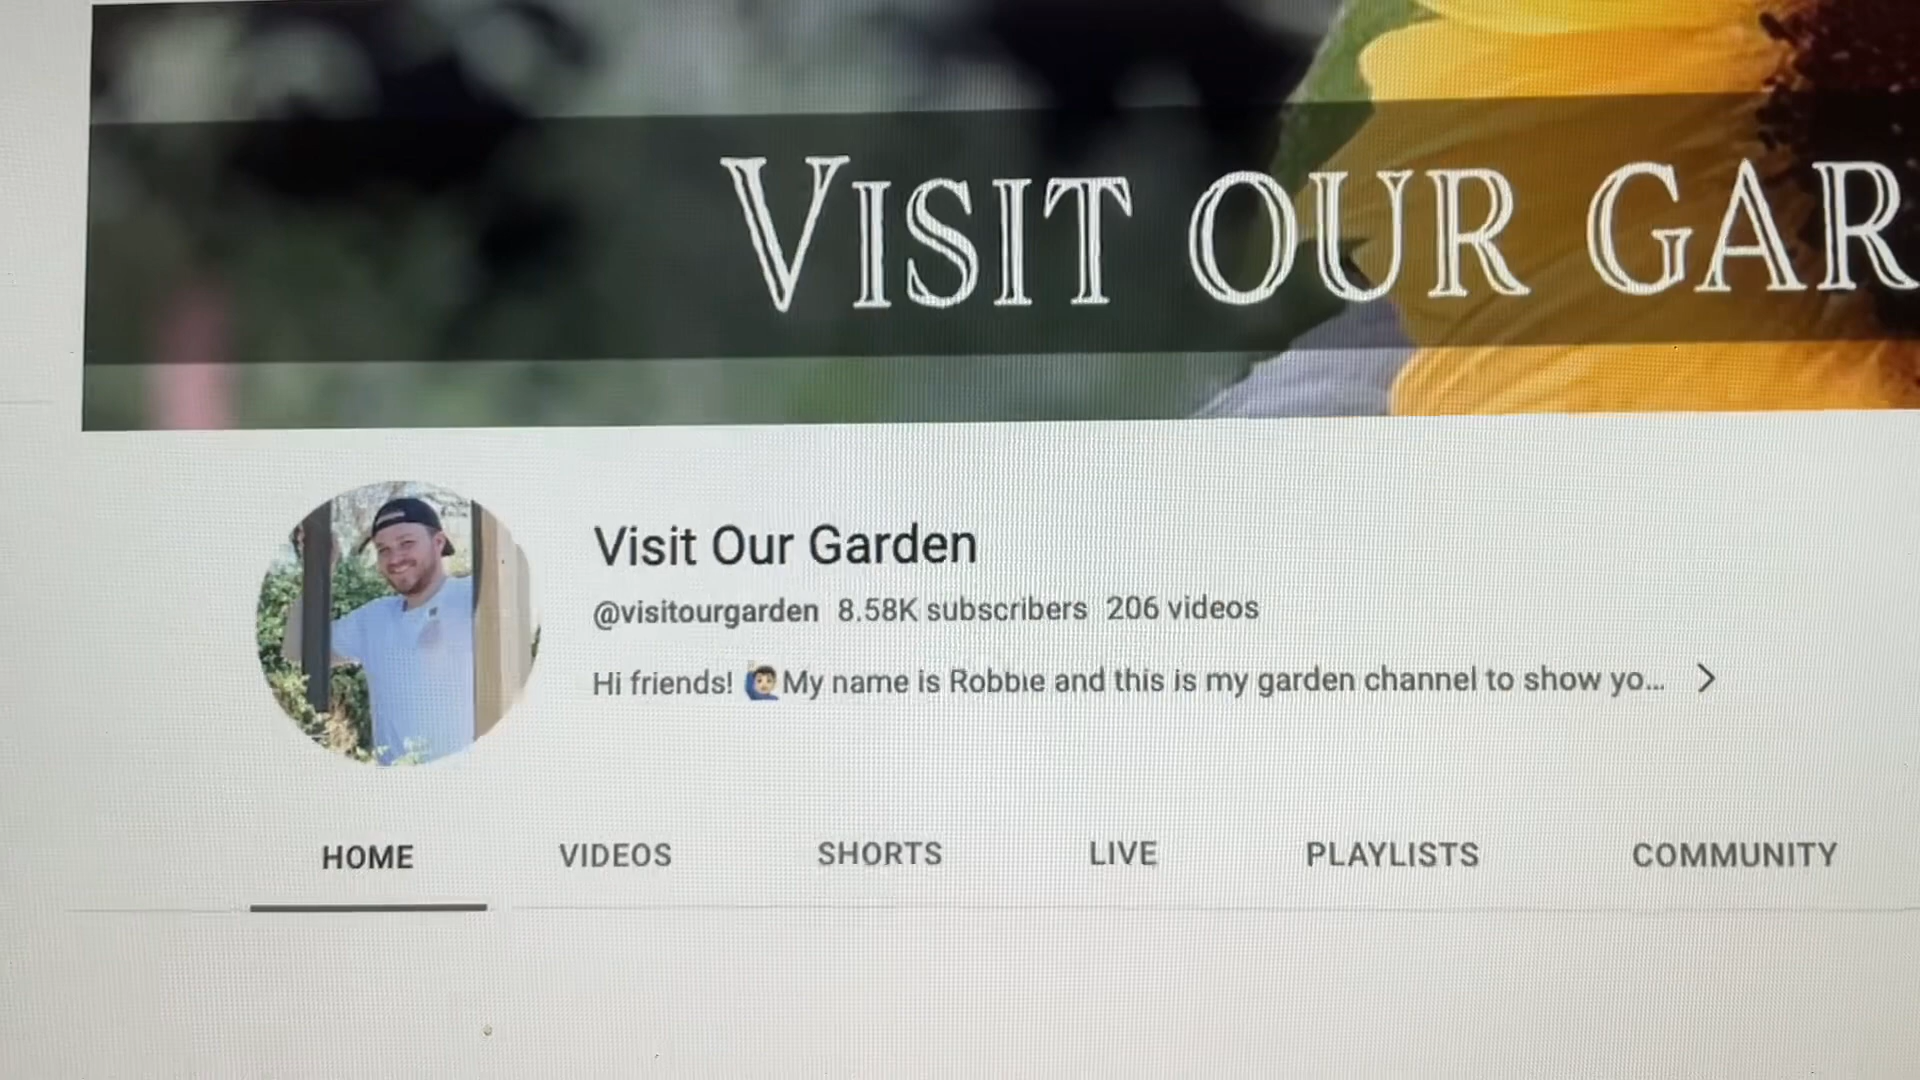 VISIT OUR GAR
Visit Our Garden
@visitourgarden 8.58K subscribers 206 videos
Hi friends! 🙋🏻‍♂️My name is Robbie and this is my garden channel to show yo...
HOME VIDEOS SHORTS LIVE PLAYLISTS COMMUNITY